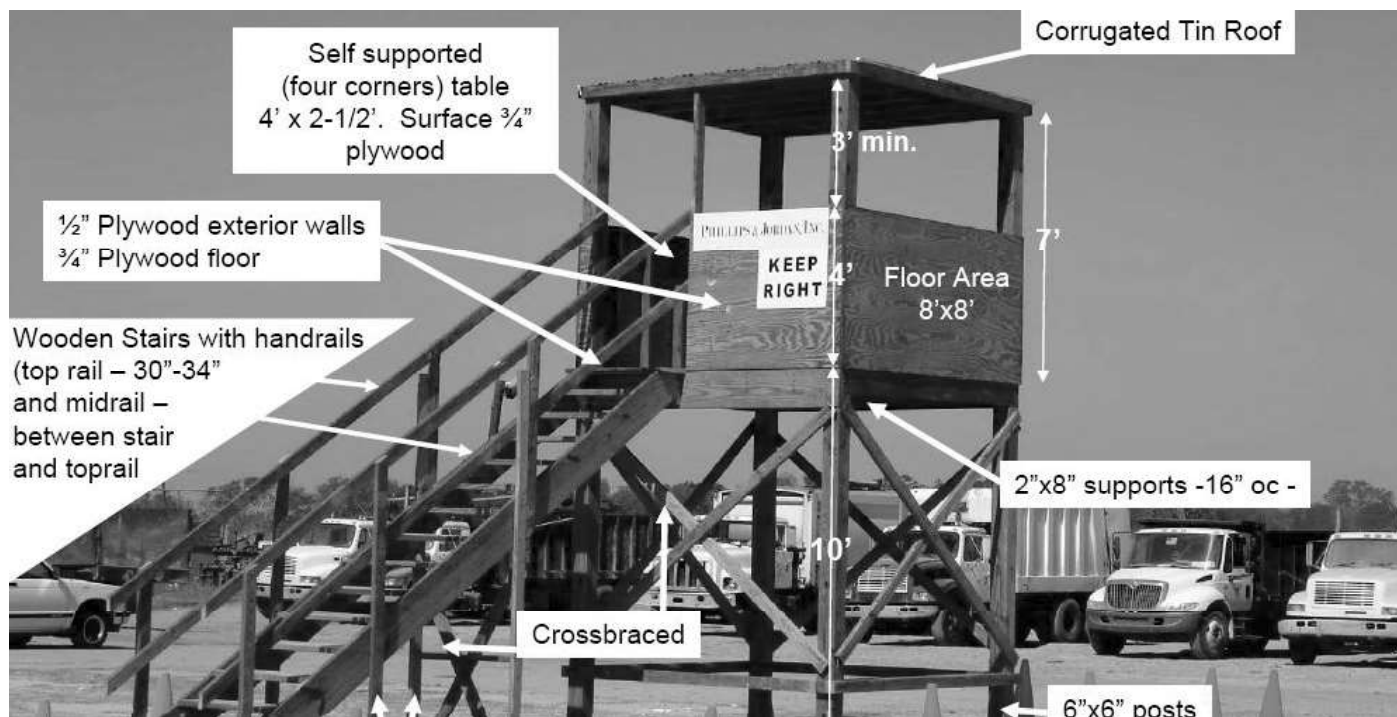 Corrugated Tin Roof
Self supported
(four corners) table
4' x 2-1/2'. Surface ¾"
plywood
3' min.
½" Plywood exterior walls
¾" Plywood floor
7'
PHILLIPS & JORDAN, INC.
KEEP
RIGHT
4'
Floor Area
8'x8'
Wooden Stairs with handrails
(top rail – 30"-34"
and midrail –
between stair
and toprail
2"x8" supports -16" oc -
10'
Crossbraced
6"x6" posts